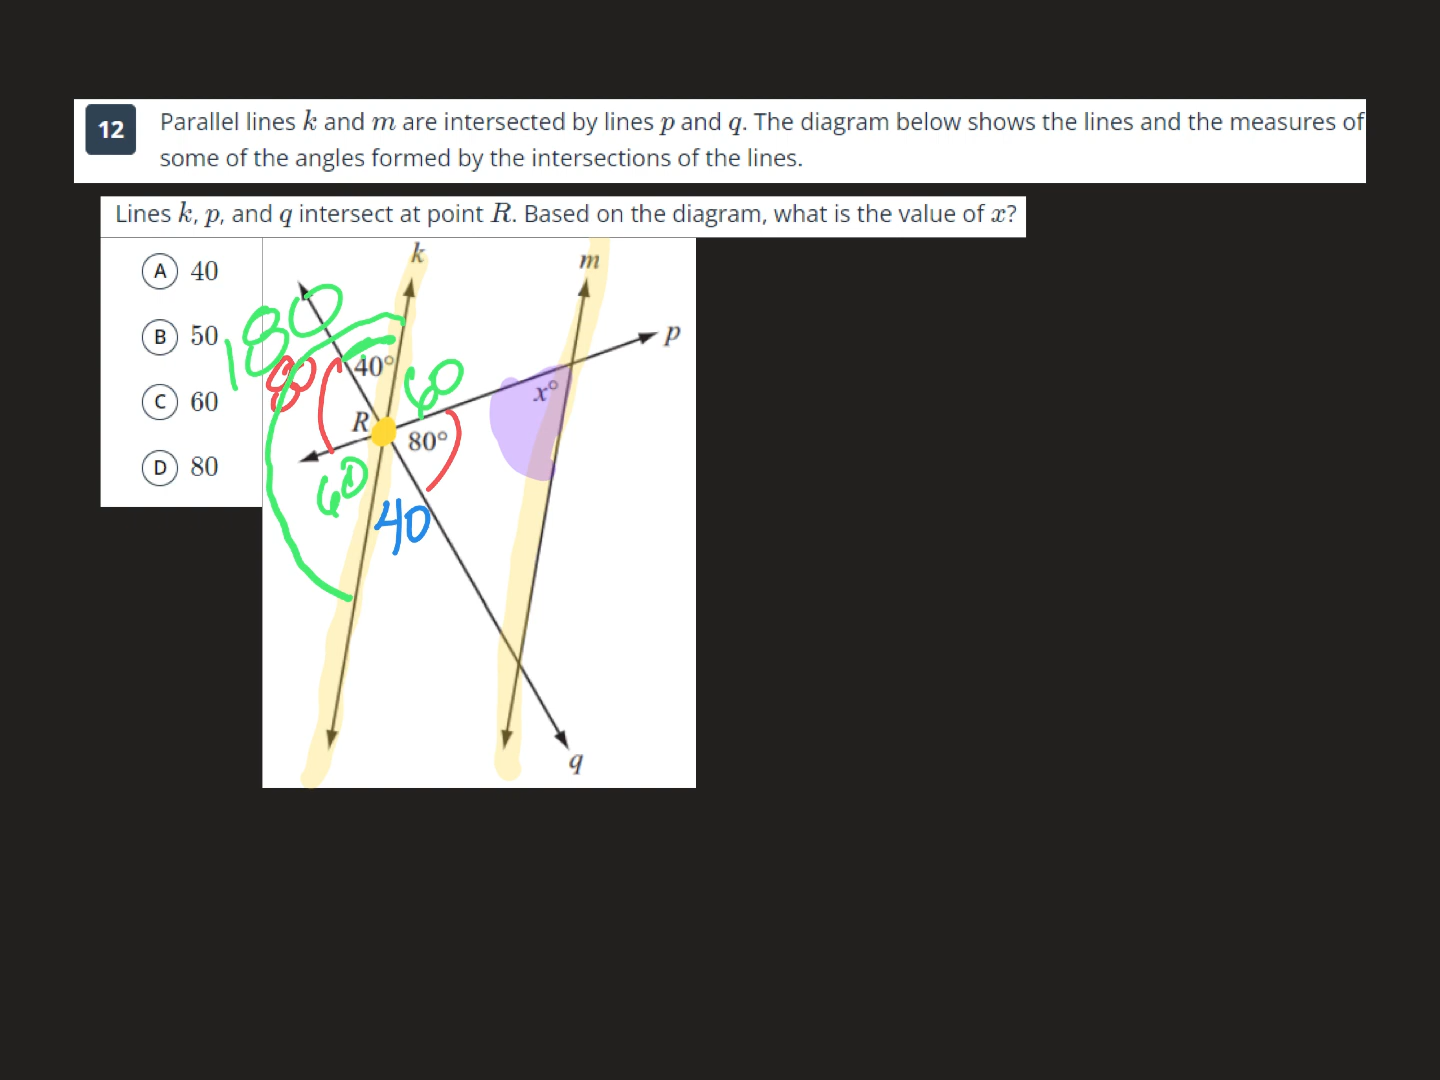 12
Parallel lines k and m are intersected by lines p and q. The diagram below shows the lines and the measures of
some of the angles formed by the intersections of the lines.
Lines k, p, and q intersect at point R. Based on the diagram, what is the value of x?
A 40
B 50
C 60
D 80
k
m
p
180
80
40°
60
x°
R
80°
60
40
q